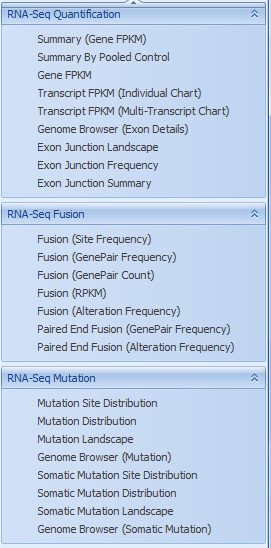 RNA-Seq Quantification
Summary (Gene FPKM)
Summary By Pooled Control
Gene FPKM
Transcript FPKM (Individual Chart)
Transcript FPKM (Multi-Transcript Chart)
Genome Browser (Exon Details)
Exon Junction Landscape
Exon Junction Frequency
Exon Junction Summary
RNA-Seq Fusion
Fusion (Site Frequency)
Fusion (GenePair Frequency)
Fusion (GenePair Count)
Fusion (RPKM)
Fusion (Alteration Frequency)
Paired End Fusion (GenePair Frequency)
Paired End Fusion (Alteration Frequency)
RNA-Seq Mutation
Mutation Site Distribution
Mutation Distribution
Mutation Landscape
Genome Browser (Mutation)
Somatic Mutation Site Distribution
Somatic Mutation Distribution
Somatic Mutation Landscape
Genome Browser (Somatic Mutation)